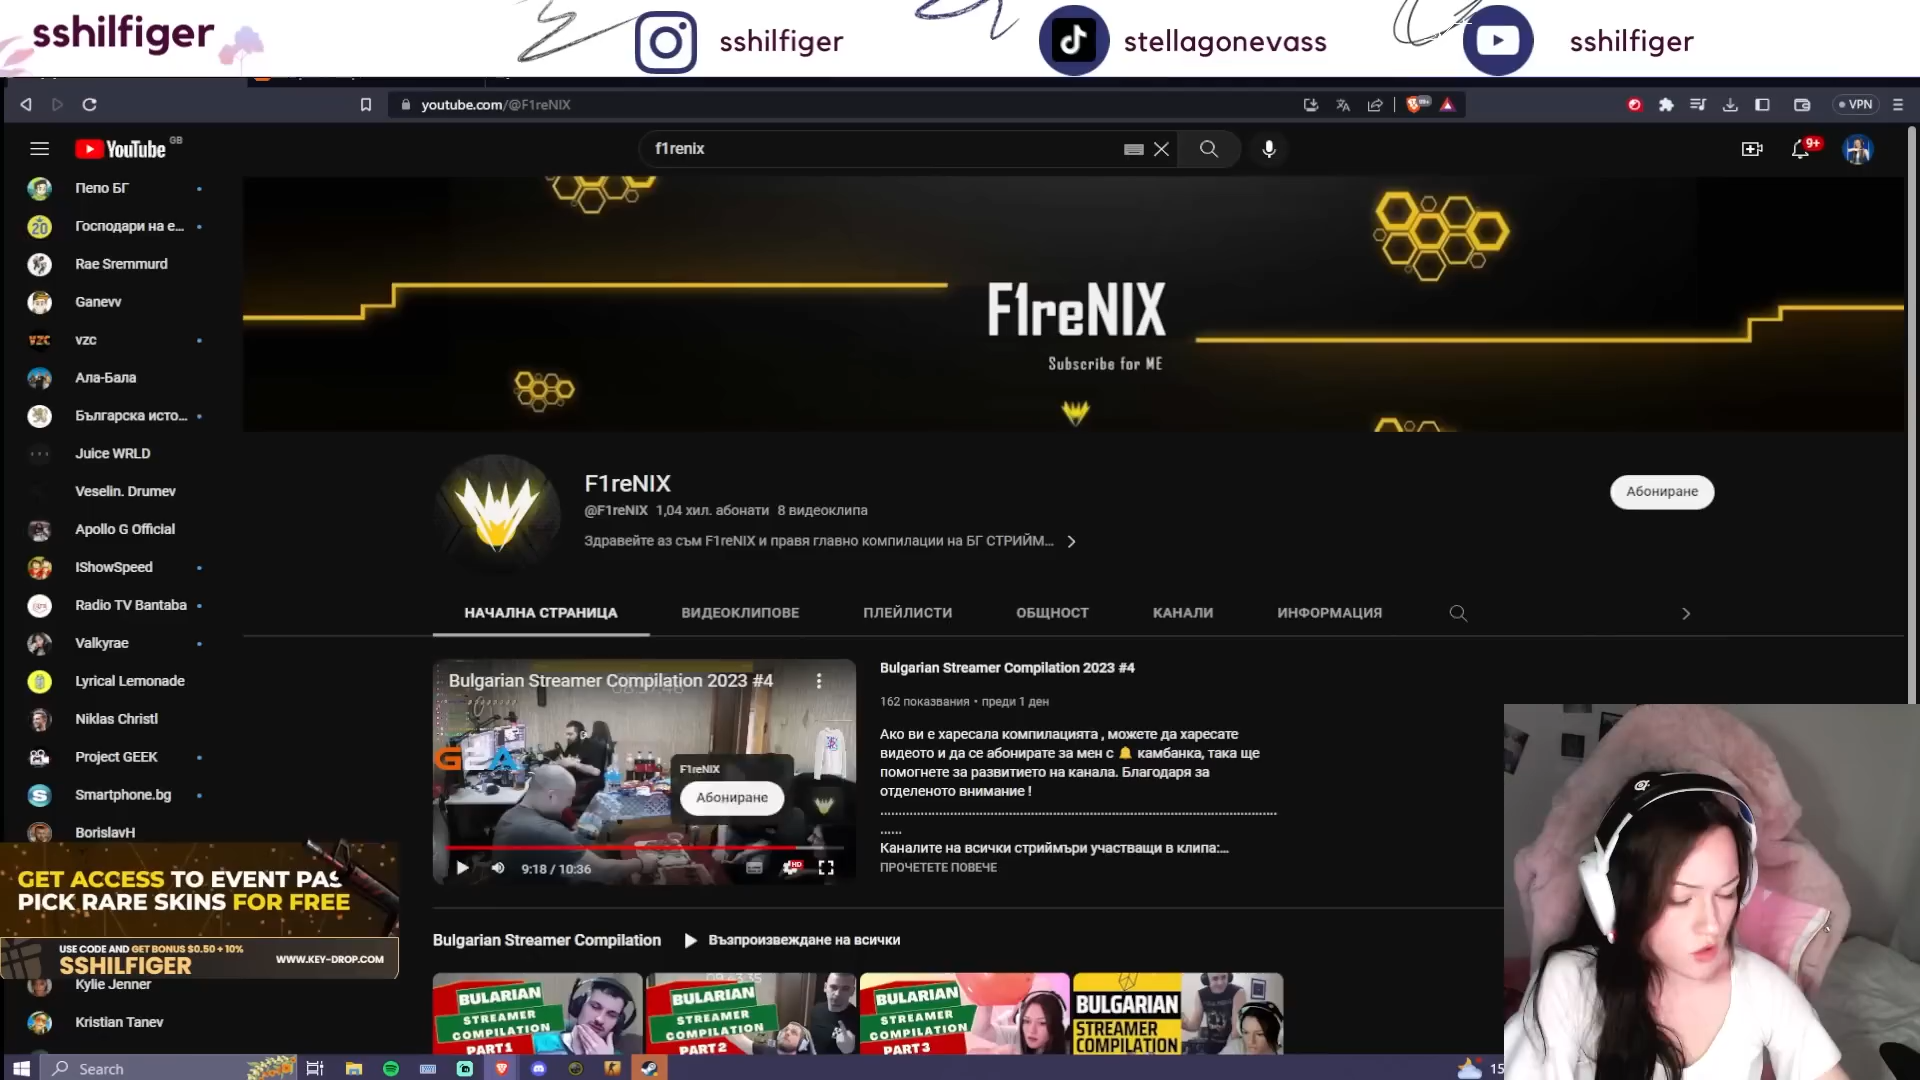 sshilfiger
sshilfiger
stellagonevass
sshilfiger
youtube.com/@F1reNIX
VPN
YouTube GB
f1renix
9+
Пепо БГ
Господари на е...
Rae Sremmurd
Ganevv
vzc
Ала-Бала
Българска исто...
Juice WRLD
Veselin. Drumev
Apollo G Official
IShowSpeed
Radio TV Bantaba
Valkyrae
Lyrical Lemonade
Niklas Christl
Project GEEK
Smartphone.bg
BorislavH
Kylie Jenner
Kristian Tanev
F1reNIX
Subscribe for ME
F1reNIX
@F1reNIX 1,04 хил. абонати 8 видеоклипа
Здравейте аз съм F1reNIX и правя главно компилации на БГ СТРИЙМ...
Абониране
НАЧАЛНА СТРАНИЦА
ВИДЕОКЛИПОВЕ
ПЛЕЙЛИСТИ
ОБЩНОСТ
КАНАЛИ
ИНФОРМАЦИЯ
Bulgarian Streamer Compilation 2023 #4
F1reNIX
Абониране
9:18 / 10:36
HD
Bulgarian Streamer Compilation 2023 #4
162 показвания • преди 1 ден
Ако ви е харесала компилацията , можете да харесате
видеото и да се абонирате за мен с 🔔 камбанка, така ще
помогнете за развитието на канала. Благодаря за
отделеното внимание !
Каналите на всички стриймъри участващи в клипа:...
ПРОЧЕТЕТЕ ПОВЕЧЕ
Bulgarian Streamer Compilation
Възпроизвеждане на всички
BULARIAN
STREAMER
COMPILATION
PART1
BULARIAN
STREAMER
COMPILATION
PART 2
BULARIAN
STREAMER
COMPILATION
PART3
BULGARIAN
STREAMER
COMPILATION
GET ACCESS TO EVENT PAS
PICK RARE SKINS FOR FREE
USE CODE AND GET BONUS $0.50 + 10%
SSHILFIGER
WWW.KEY-DROP.COM
Search
15